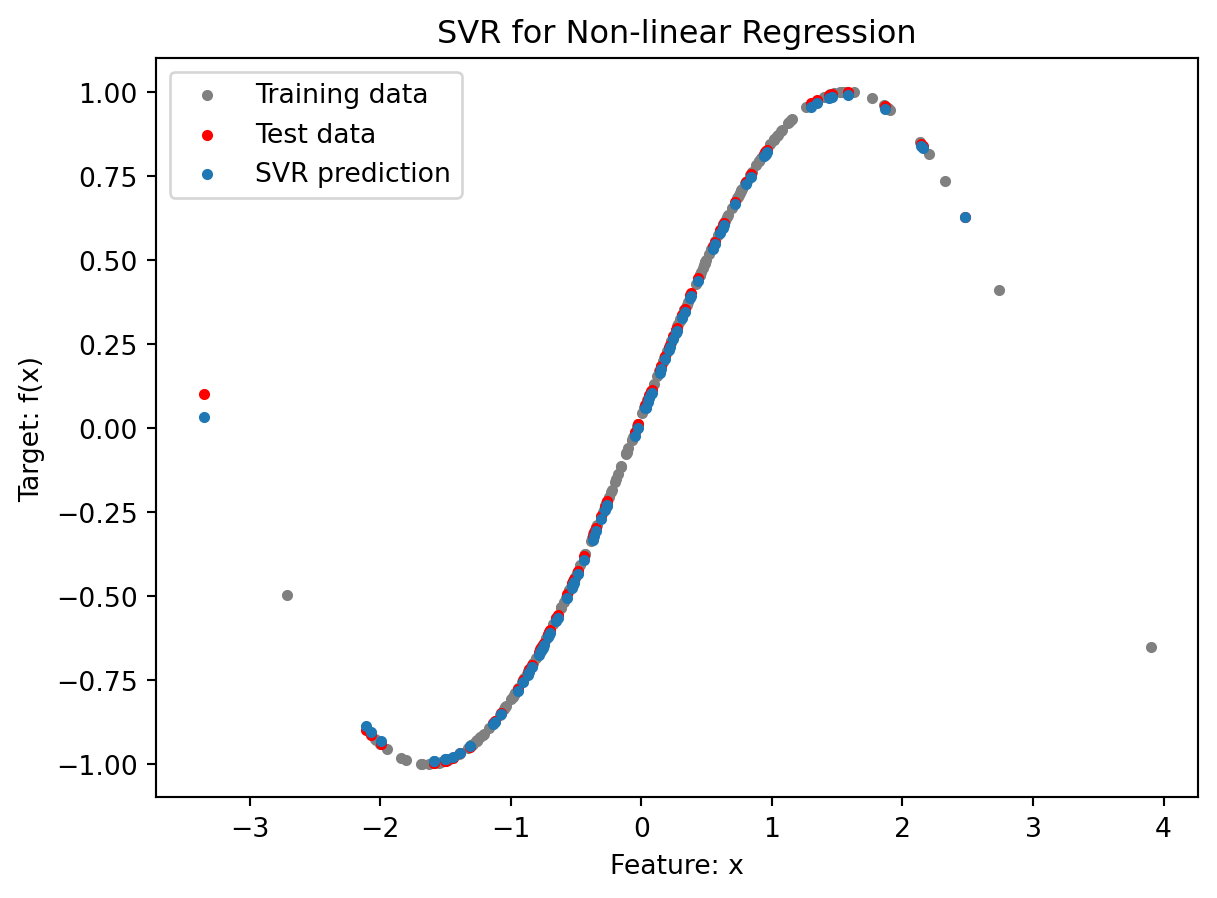 SVR for Non-linear Regression
Training data
Test data
SVR prediction
1.00
0.75
0.50
0.25
0.00
−0.25
−0.50
−0.75
−1.00
Target: f(x)
−3
−2
−1
0
1
2
3
4
Feature: x